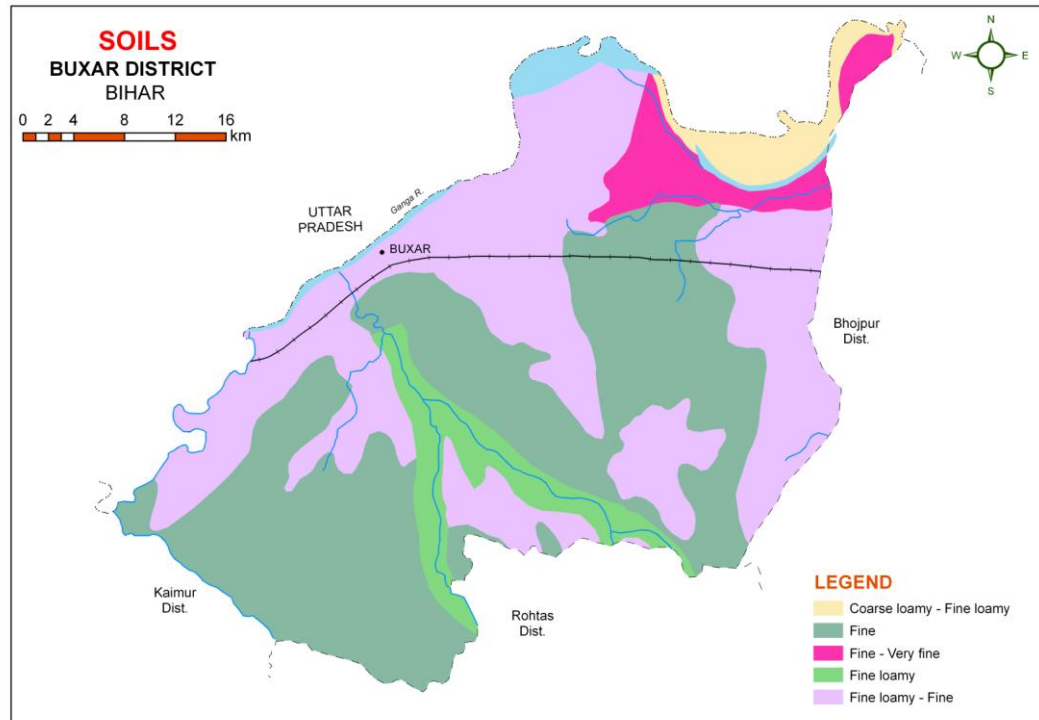 SOILS
BUXAR DISTRICT
BIHAR
0 2 4 8 12 16
km
N
W E
S
UTTAR
PRADESH
Ganga R.
BUXAR
Bhojpur
Dist.
Kaimur
Dist.
Rohtas
Dist.
LEGEND
Coarse loamy - Fine loamy
Fine
Fine - Very fine
Fine loamy
Fine loamy - Fine